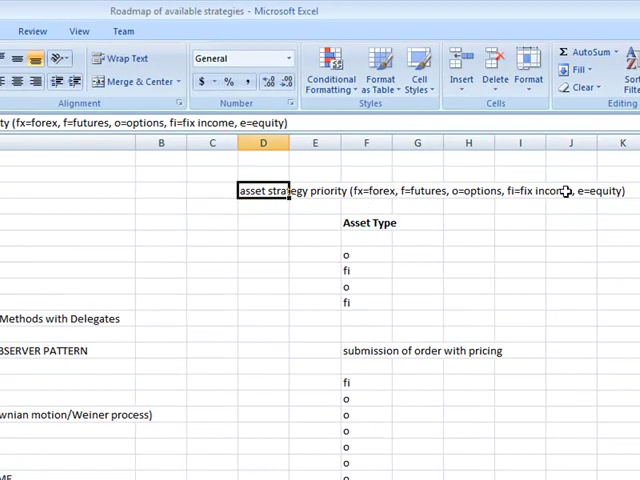 Roadmap of available strategies - Microsoft Excel
Review View Team
Wrap Text General Conditional Formatting Format as Table Cell Styles Insert Delete Format AutoSum Fill Clear
Merge & Center $ % ,
Alignment Number Styles Cells Editing
ty (fx=forex, f=futures, o=options, fi=fix income, e=equity)
B C D E F G H I J K
asset strategy priority (fx=forex, f=futures, o=options, fi=fix income, e=equity)
Asset Type
o
fi
o
fi
Methods with Delegates
BSERVER PATTERN submission of order with pricing
fi
o
wnian motion/Weiner process) o
o
o
o
ME o